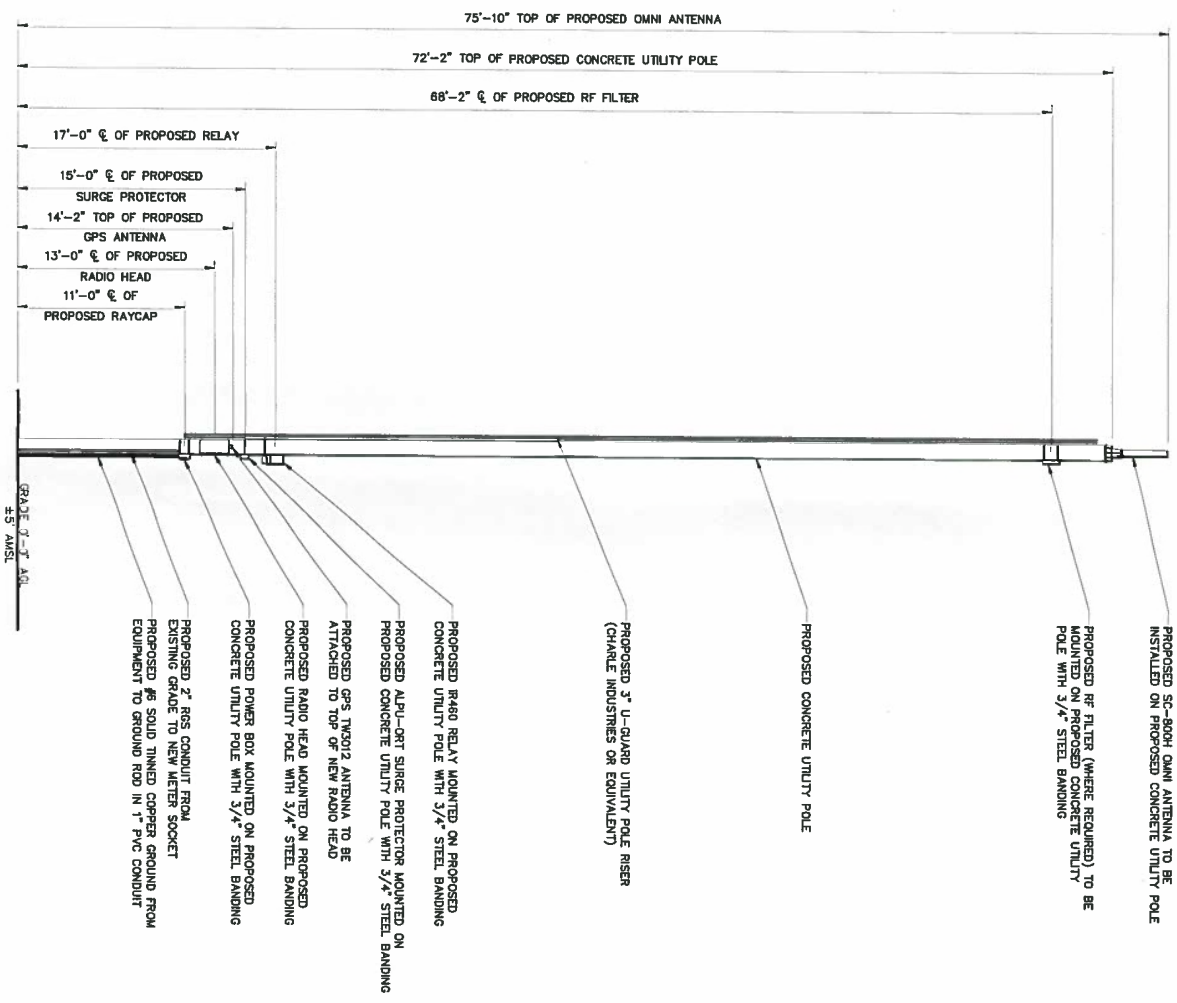 75'-10" TOP OF PROPOSED OMNI ANTENNA
72'-2" TOP OF PROPOSED CONCRETE UTILITY POLE
68'-2" ℄ OF PROPOSED RF FILTER
17'-0" ℄ OF PROPOSED RELAY
15'-0" ℄ OF PROPOSED
SURGE PROTECTOR
14'-2" TOP OF PROPOSED
GPS ANTENNA
13'-0" ℄ OF PROPOSED
RADIO HEAD
11'-0" ℄ OF
PROPOSED RAYCAP
PROPOSED SC-800H OMNI ANTENNA TO BE
INSTALLED ON PROPOSED CONCRETE UTILITY POLE
PROPOSED RF FILTER (WHERE REQUIRED) TO BE
MOUNTED ON PROPOSED CONCRETE UTILITY
POLE WITH 3/4" STEEL BANDING
PROPOSED CONCRETE UTILITY POLE
PROPOSED 3" U-GUARD UTILITY POLE RISER
(CHARLE INDUSTRIES OR EQUIVALENT)
PROPOSED IR460 RELAY MOUNTED ON PROPOSED
CONCRETE UTILITY POLE WITH 3/4" STEEL BANDING
PROPOSED ALPU-ORT SURGE PROTECTOR MOUNTED ON
PROPOSED CONCRETE UTILITY POLE WITH 3/4" STEEL BANDING
PROPOSED GPS TW3012 ANTENNA TO BE
ATTACHED TO TOP OF NEW RADIO HEAD
PROPOSED RADIO HEAD MOUNTED ON PROPOSED
CONCRETE UTILITY POLE WITH 3/4" STEEL BANDING
PROPOSED POWER BOX MOUNTED ON PROPOSED
CONCRETE UTILITY POLE WITH 3/4" STEEL BANDING
PROPOSED 2" RGS CONDUIT FROM
EXISTING GRADE TO NEW METER SOCKET
PROPOSED #6 SOLID TINNED COPPER GROUND FROM
EQUIPMENT TO GROUND ROD IN 1" PVC CONDUIT
GRADE 0'-0" AGL
±5' AMSL